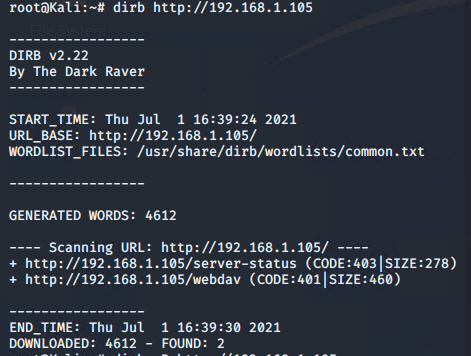 root@Kali:~# dirb http://192.168.1.105
-----------------
DIRB v2.22
By The Dark Raver
-----------------
START_TIME: Thu Jul  1 16:39:24 2021
URL_BASE: http://192.168.1.105/
WORDLIST_FILES: /usr/share/dirb/wordlists/common.txt
-----------------
GENERATED WORDS: 4612
---- Scanning URL: http://192.168.1.105/ ----
+ http://192.168.1.105/server-status (CODE:403|SIZE:278)
+ http://192.168.1.105/webdav (CODE:401|SIZE:460)
-----------------
END_TIME: Thu Jul  1 16:39:30 2021
DOWNLOADED: 4612 - FOUND: 2